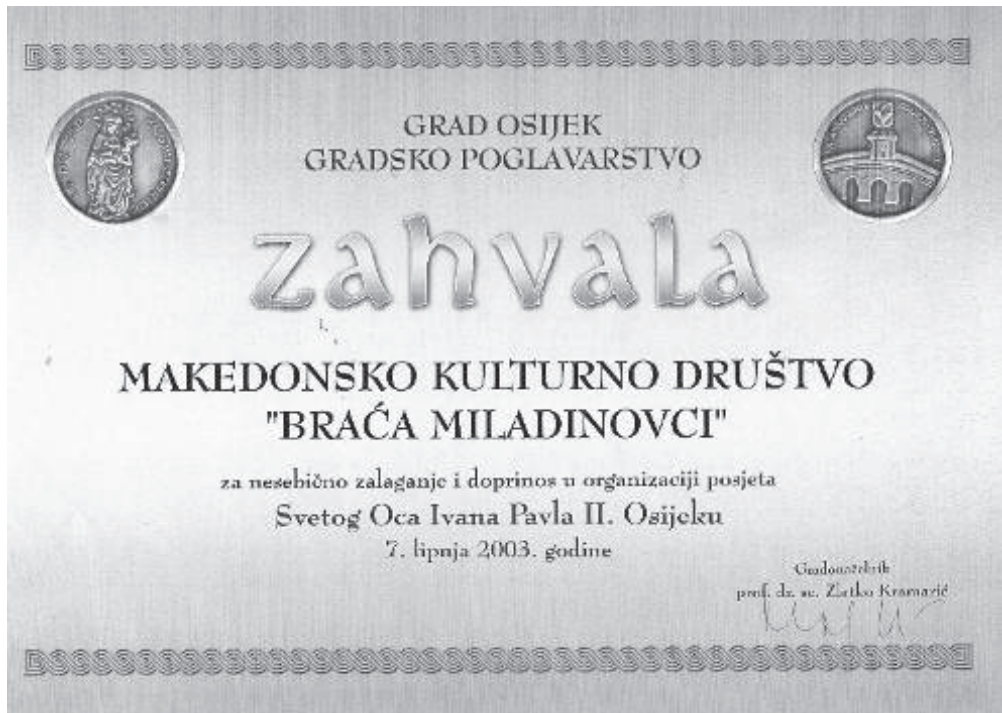 GRAD OSIJEK
GRADSKO POGLAVARSTVO
zahvala
MAKEDONSKO KULTURNO DRUŠTVO
"BRAĆA MILADINOVCI"
za nesebično zalaganje i doprinos u organizaciji posjeta
Svetog Oca Ivana Pavla II. Osijeku
7. lipnja 2003. godine
Gradonačelnik
prof. dr. sc. Zlatko Kramarić